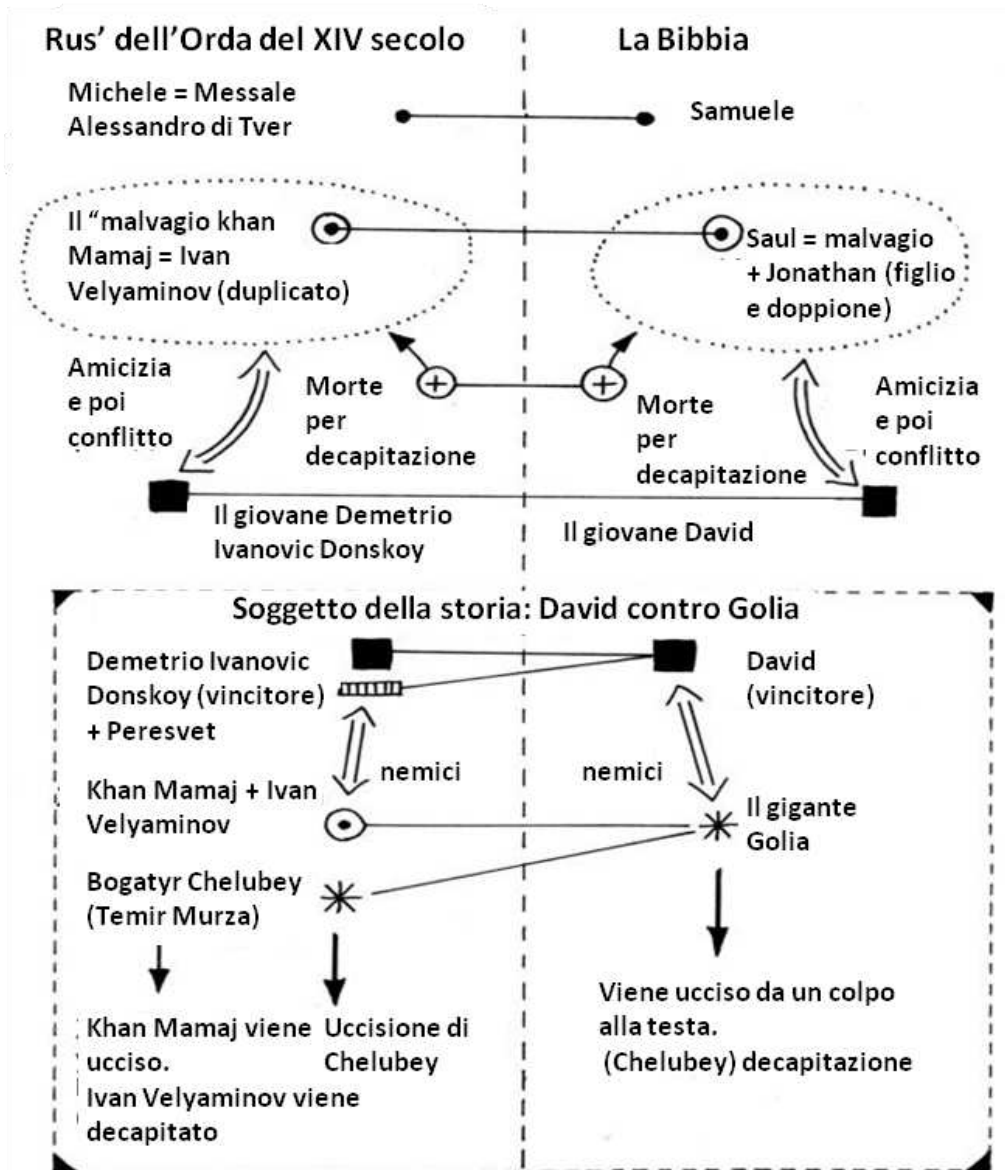 Rus’ dell’Orda del XIV secolo
La Bibbia
Michele = Messale
Alessandro di Tver
Samuele
Il “malvagio khan
Mamaj = Ivan
Velyaminov (duplicato)
Saul = malvagio
+ Jonathan (figlio
e doppione)
Amicizia
e poi
conflitto
Morte
per
decapitazione
Morte
per
decapitazione
Amicizia
e poi
conflitto
Il giovane Demetrio
Ivanovic Donskoy
Il giovane David
Soggetto della storia: David contro Golia
Demetrio Ivanovic
Donskoy (vincitore)
+ Peresvet
David
(vincitore)
nemici
nemici
Khan Mamaj + Ivan
Velyaminov
Il gigante
Golia
Bogatyr Chelubey
(Temir Murza)
Khan Mamaj viene
ucciso.
Ivan Velyaminov viene
decapitato
Uccisione di
Chelubey
Viene ucciso da un colpo
alla testa.
(Chelubey) decapitazione